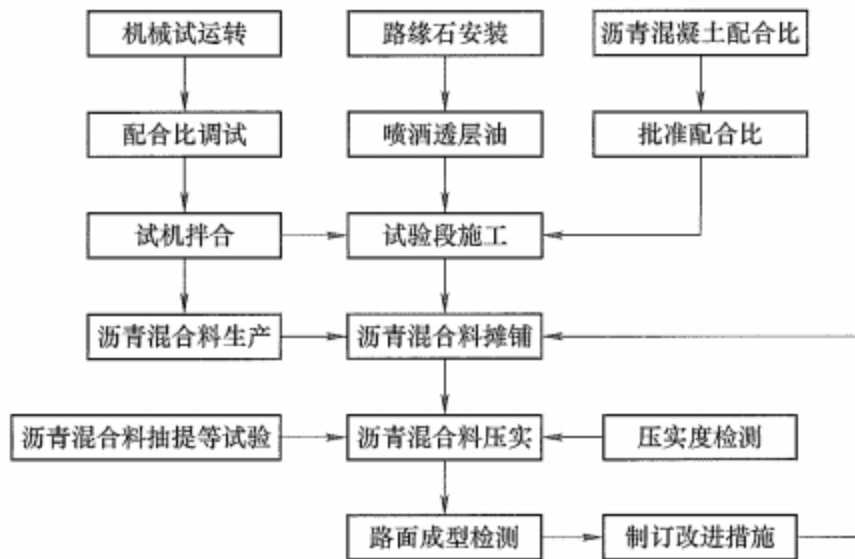 机械试运转
路缘石安装
沥青混凝土配合比
配合比调试
喷洒透层油
批准配合比
试机拌合
试验段施工
沥青混合料生产
沥青混合料摊铺
沥青混合料抽提等试验
沥青混合料压实
压实度检测
路面成型检测
制订改进措施